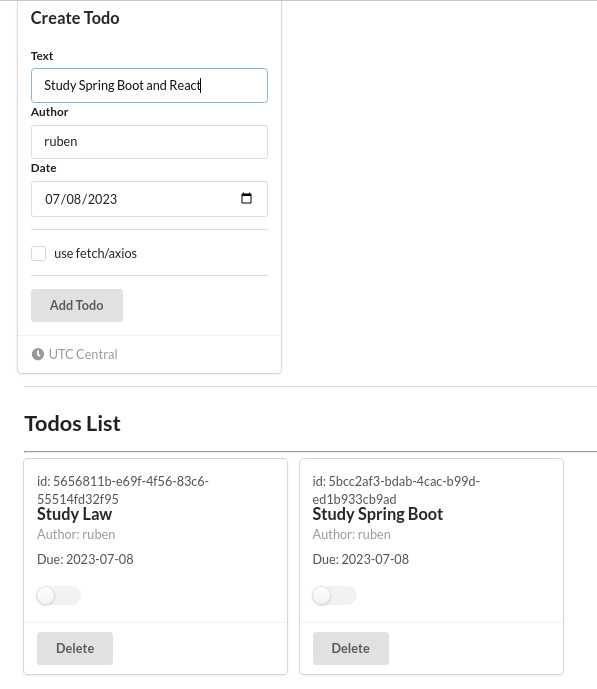 Create Todo
Text
Study Spring Boot and React
Author
ruben
Date
07/08/2023
use fetch/axios
Add Todo
UTC Central
Todos List
id: 5656811b-e69f-4f56-83c6-
55514fd32f95
Study Law
Author: ruben
Due: 2023-07-08
Delete
id: 5bcc2af3-bdab-4cac-b99d-
ed1b933cb9ad
Study Spring Boot
Author: ruben
Due: 2023-07-08
Delete